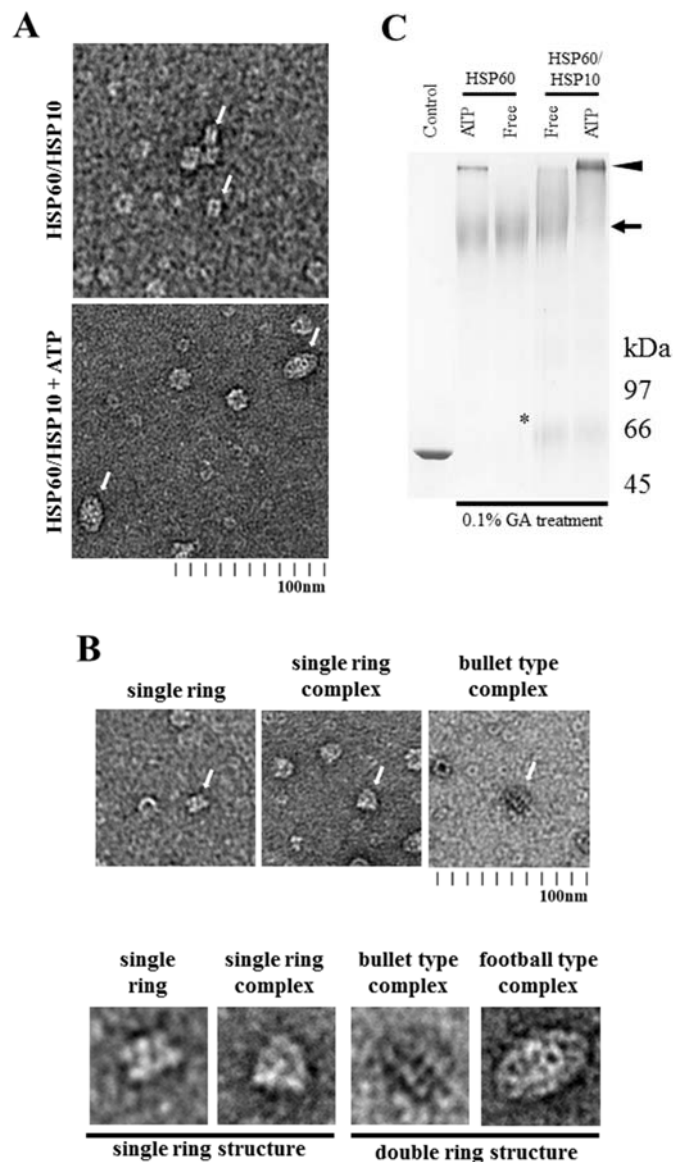 A
HSP60/HSP10
HSP60/HSP10 + ATP
100nm
C
HSP60
HSP60/
HSP10
Control
ATP
Free
Free
ATP
*
kDa
97
66
45
0.1% GA treatment
B
single ring
single ring
complex
bullet type
complex
100nm
single
ring
single ring
complex
bullet type
complex
football type
complex
single ring structure
double ring structure